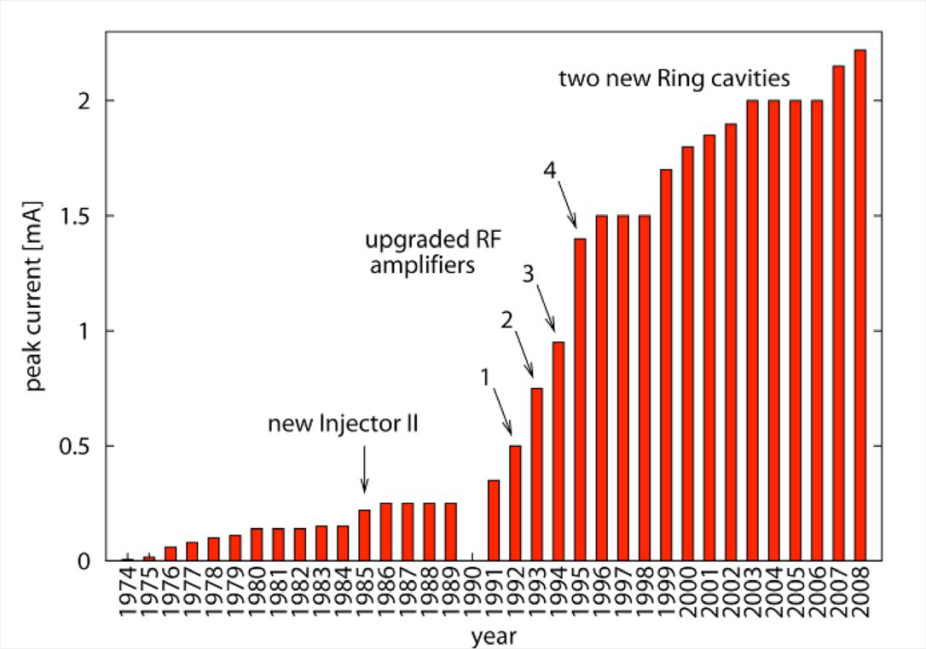 two new Ring cavities
2
4
1.5
upgraded RF
amplifiers
3
2
peak current [mA]
1
1
new Injector II
0.5
0
1974 1975 1976 1977 1978 1979 1980 1981 1982 1983 1984 1985 1986 1987 1988 1989 1990 1991 1992 1993 1994 1995 1996 1997 1998 1999 2000 2001 2002 2003 2004 2005 2006 2007 2008
year